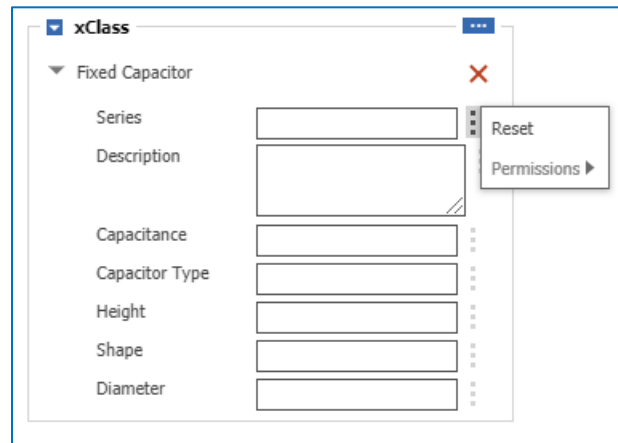 xClass
Fixed Capacitor
Series
Reset
Description
Permissions
Capacitance
Capacitor Type
Height
Shape
Diameter